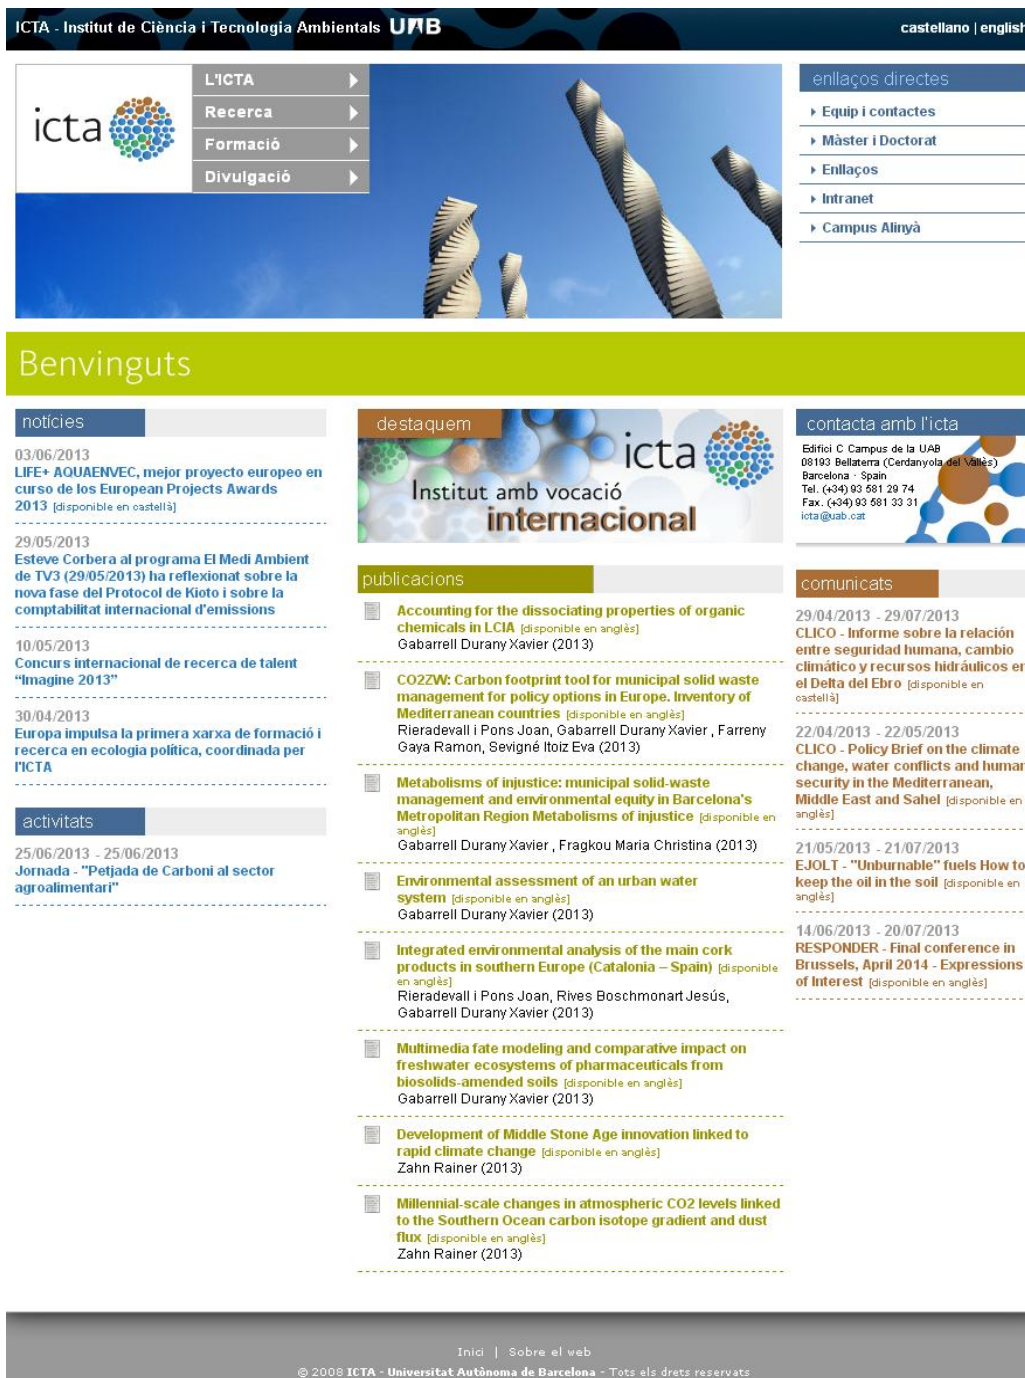 ICTA - Institut de Ciència i Tecnologia Ambientals UAB
castellano | english
icta
L'ICTA
Recerca
Formació
Divulgació
enllaços directes
Equip i contactes
Màster i Doctorat
Enllaços
Intranet
Campus Alinyà
Benvinguts
notícies
03/06/2013
LIFE+ AQUAENVEC, mejor proyecto europeo en
curso de los European Projects Awards
2013 [disponible en castellà]
29/05/2013
Esteve Corbera al programa El Medi Ambient
de TV3 (29/05/2013) ha reflexionat sobre la
nova fase del Protocol de Kioto i sobre la
comptabilitat internacional d'emissions
10/05/2013
Concurs internacional de recerca de talent
“Imagine 2013”
30/04/2013
Europa impulsa la primera xarxa de formació i
recerca en ecologia política, coordinada per
l'ICTA
activitats
25/06/2013 - 25/06/2013
Jornada - "Petjada de Carboni al sector
agroalimentari"
destaquem
icta
Institut amb vocació
internacional
publicacions
Accounting for the dissociating properties of organic
chemicals in LCIA [disponible en anglès]
Gabarrell Durany Xavier (2013)
CO2ZW: Carbon footprint tool for municipal solid waste
management for policy options in Europe. Inventory of
Mediterranean countries [disponible en anglès]
Rieradevall i Pons Joan, Gabarrell Durany Xavier , Farreny
Gaya Ramon, Sevigné Itoiz Eva (2013)
Metabolisms of injustice: municipal solid-waste
management and environmental equity in Barcelona's
Metropolitan Region Metabolisms of injustice [disponible en
anglès]
Gabarrell Durany Xavier , Fragkou Maria Christina (2013)
Environmental assessment of an urban water
system [disponible en anglès]
Gabarrell Durany Xavier (2013)
Integrated environmental analysis of the main cork
products in southern Europe (Catalonia – Spain) [disponible
en anglès]
Rieradevall i Pons Joan, Rives Boschmonart Jesús,
Gabarrell Durany Xavier (2013)
Multimedia fate modeling and comparative impact on
freshwater ecosystems of pharmaceuticals from
biosolids-amended soils [disponible en anglès]
Gabarrell Durany Xavier (2013)
Development of Middle Stone Age innovation linked to
rapid climate change [disponible en anglès]
Zahn Rainer (2013)
Millennial-scale changes in atmospheric CO2 levels linked
to the Southern Ocean carbon isotope gradient and dust
flux [disponible en anglès]
Zahn Rainer (2013)
contacta amb l'icta
Edifici C Campus de la UAB
08193 Bellaterra (Cerdanyola del Vallès)
Barcelona · Spain
Tel. (+34) 93 581 29 74
Fax. (+34) 93 581 33 31
icta@uab.cat
comunicats
29/04/2013 - 29/07/2013
CLICO - Informe sobre la relación
entre seguridad humana, cambio
climático y recursos hidráulicos en
el Delta del Ebro [disponible en
castellà]
22/04/2013 - 22/05/2013
CLICO - Policy Brief on the climate
change, water conflicts and human
security in the Mediterranean,
Middle East and Sahel [disponible en
anglès]
21/05/2013 - 21/07/2013
EJOLT - "Unburnable" fuels How to
keep the oil in the soil [disponible en
anglès]
14/06/2013 - 20/07/2013
RESPONDER - Final conference in
Brussels, April 2014 - Expressions
of Interest [disponible en anglès]
Inici | Sobre el web
© 2008 ICTA - Universitat Autònoma de Barcelona - Tots els drets reservats